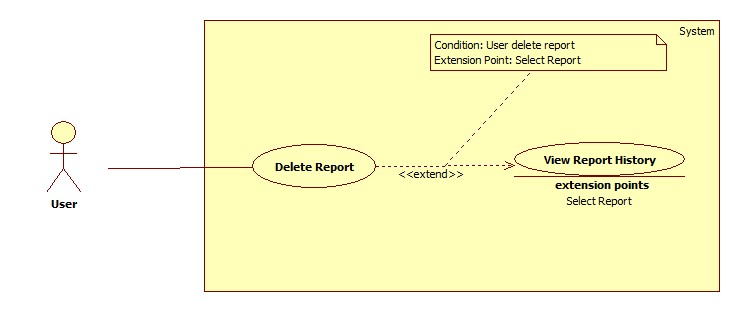 System
Condition: User delete report
Extension Point: Select Report
Delete Report
<<extend>>
View Report History
extension points
Select Report
User